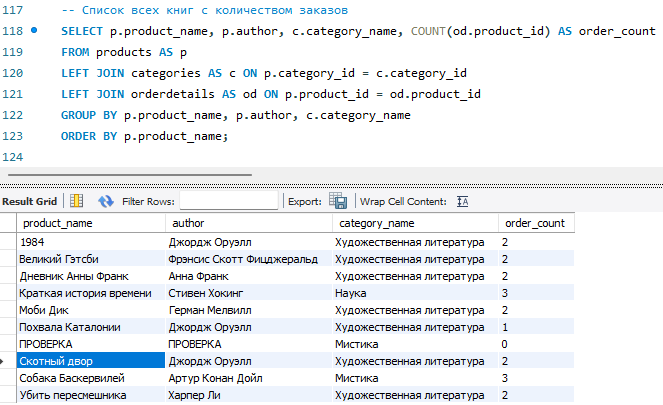 117 -- Список всех книг с количеством заказов
118 SELECT p.product_name, p.author, c.category_name, COUNT(od.product_id) AS order_count
119 FROM products AS p
120 LEFT JOIN categories AS c ON p.category_id = c.category_id
121 LEFT JOIN orderdetails AS od ON p.product_id = od.product_id
122 GROUP BY p.product_name, p.author, c.category_name
123 ORDER BY p.product_name;
124
Result Grid Filter Rows: Export: Wrap Cell Content: IA
product_name author category_name order_count
1984 Джордж Оруэлл Художественная литература 2
Великий Гэтсби Фрэнсис Скотт Фицджеральд Художественная литература 2
Дневник Анны Франк Анна Франк Художественная литература 2
Краткая история времени Стивен Хокинг Наука 3
Моби Дик Герман Мелвилл Художественная литература 2
Похвала Каталонии Джордж Оруэлл Художественная литература 1
ПРОВЕРКА ПРОВЕРКА Мистика 0
Скотный двор Джордж Оруэлл Художественная литература 2
Собака Баскервилей Артур Конан Дойл Мистика 3
Убить пересмешника Харпер Ли Художественная литература 2